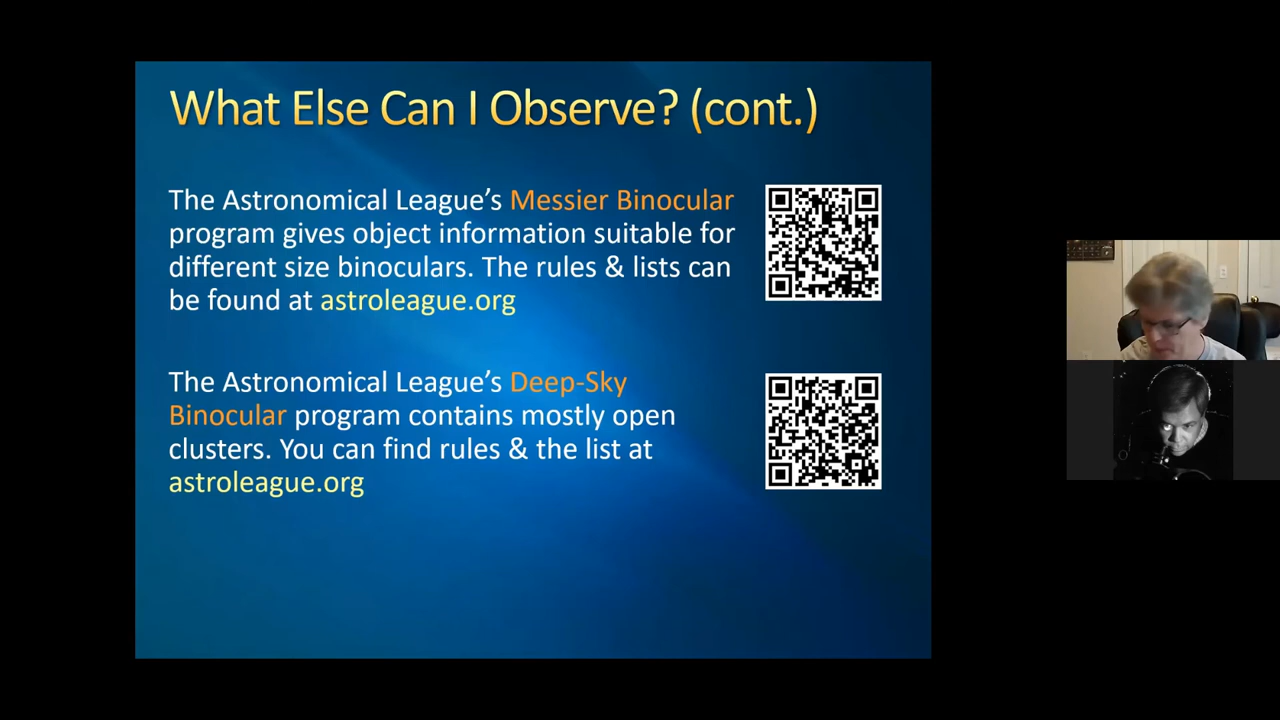 What Else Can I Observe? (cont.)
The Astronomical League’s Messier Binocular
program gives object information suitable for
different size binoculars. The rules & lists can
be found at astroleague.org
The Astronomical League’s Deep-Sky
Binocular program contains mostly open
clusters. You can find rules & the list at
astroleague.org